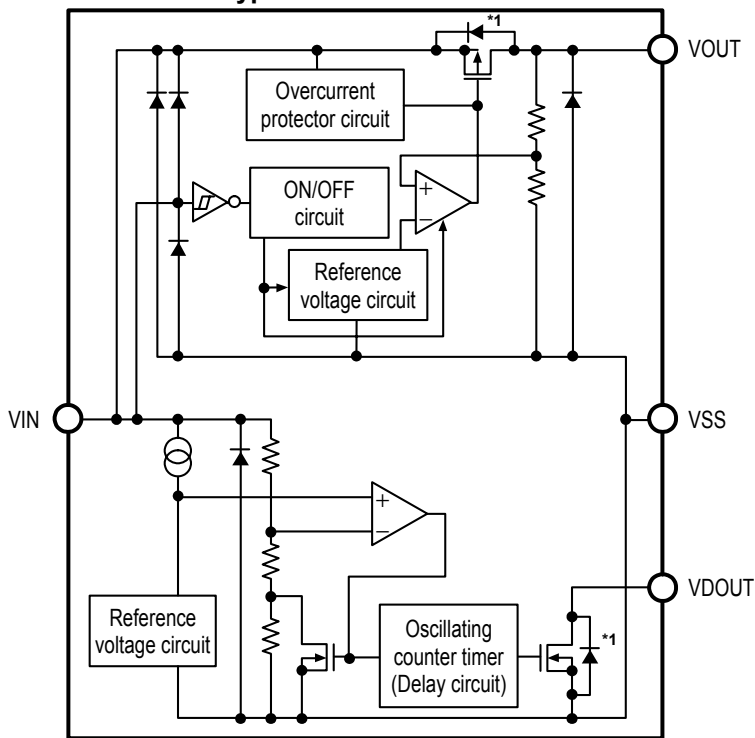 *1
VOUT
Overcurrent
protector circuit
ON/OFF
circuit
+
−
Reference
voltage circuit
VIN
VSS
+
−
VDOUT
Reference
voltage circuit
Oscillating
counter timer
(Delay circuit)
*1